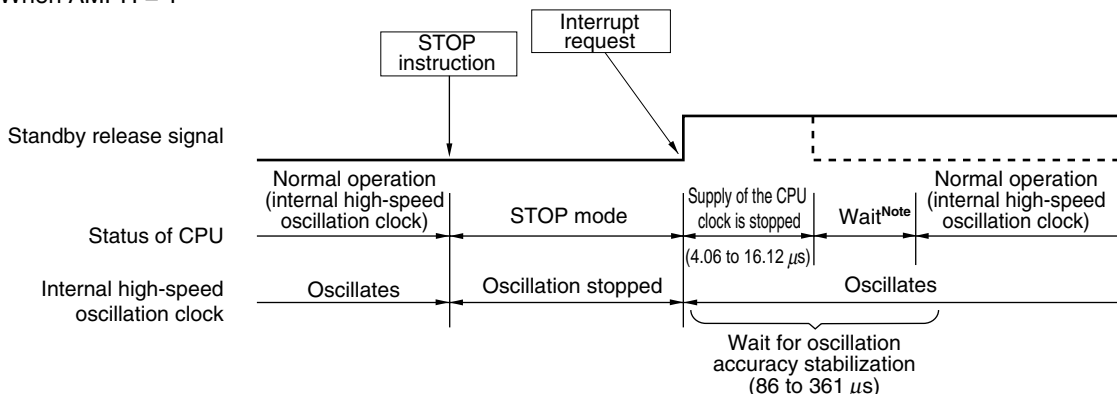 Interrupt
request
STOP
instruction
Standby release signal
Normal operation
(internal high-speed
oscillation clock)
STOP mode
Supply of the CPU
clock is stopped
(4.06 to 16.12 μs)
WaitNote
Normal operation
(internal high-speed
oscillation clock)
Status of CPU
Internal high-speed
oscillation clock
Oscillates
Oscillation stopped
Oscillates
Wait for oscillation
accuracy stabilization
(86 to 361 μs)